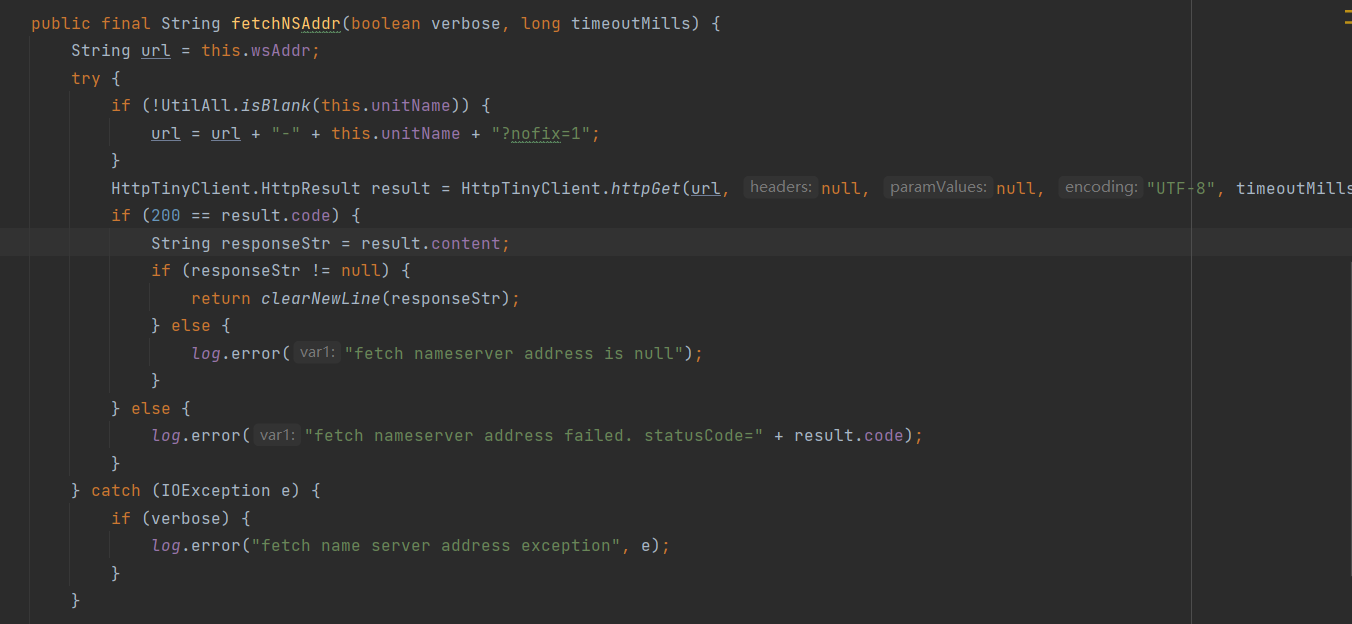 public final String fetchNSAddr(boolean verbose, long timeoutMills) {
String url = this.wsAddr;
try {
if (!UtilAll.isBlank(this.unitName)) {
url = url + "-" + this.unitName + "?nofix=1";
}
HttpTinyClient.HttpResult result = HttpTinyClient.httpGet(url, headers: null, paramValues: null, encoding: "UTF-8", timeoutMills
if (200 == result.code) {
String responseStr = result.content;
if (responseStr != null) {
return clearNewLine(responseStr);
} else {
log.error( var1: "fetch nameserver address is null");
}
} else {
log.error( var1: "fetch nameserver address failed. statusCode=" + result.code);
}
} catch (IOException e) {
if (verbose) {
log.error("fetch name server address exception", e);
}
}